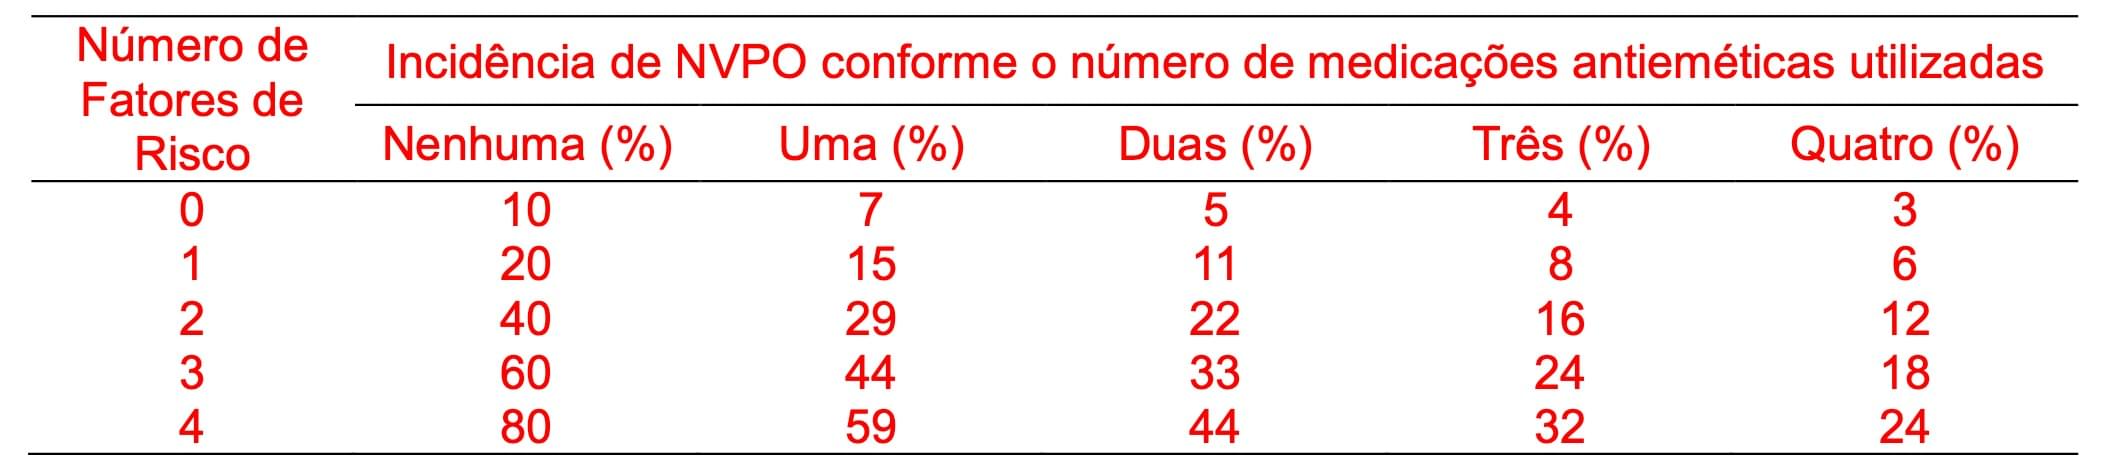 Número de Fatores de Risco
Incidência de NVPO conforme o número de medicações antieméticas utilizadas
Nenhuma (%) Uma (%) Duas (%) Três (%) Quatro (%)
0 10 7 5 4 3
1 20 15 11 8 6
2 40 29 22 16 12
3 60 44 33 24 18
4 80 59 44 32 24